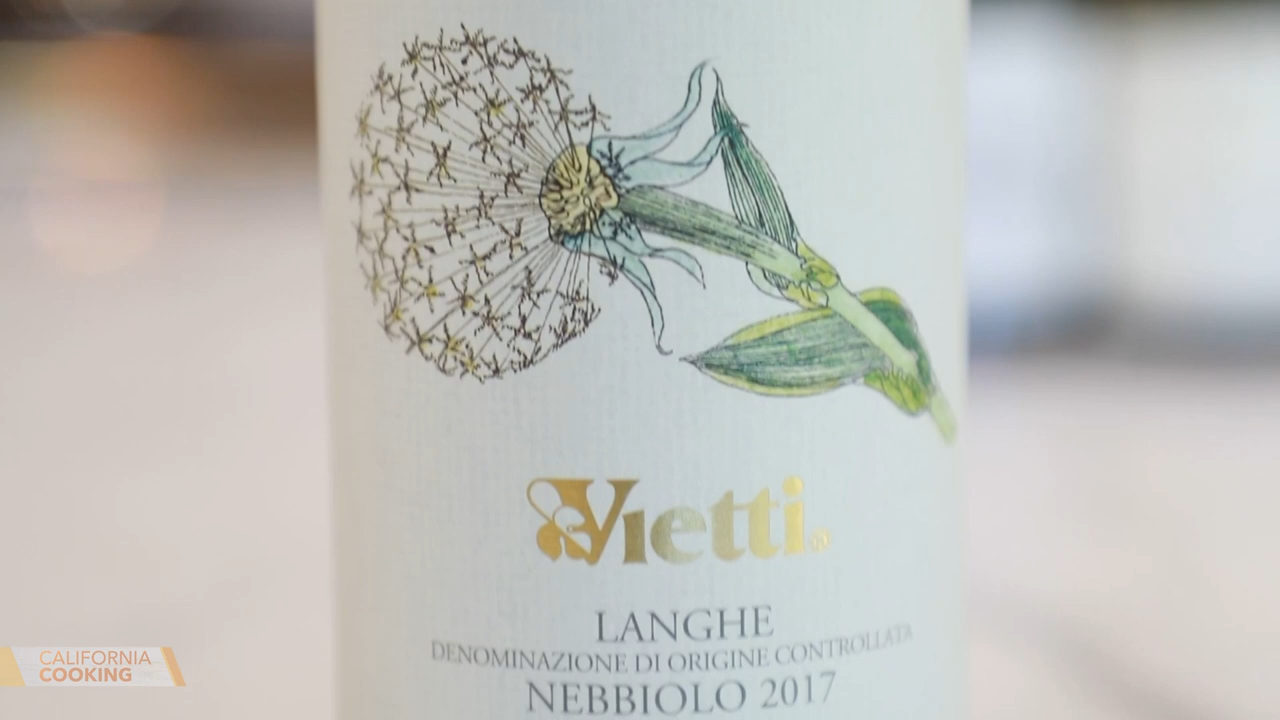 Vietti
LANGHE
DENOMINAZIONE DI ORIGINE CONTROLLATA
NEBBIOLO 2017
CALIFORNIA
COOKING